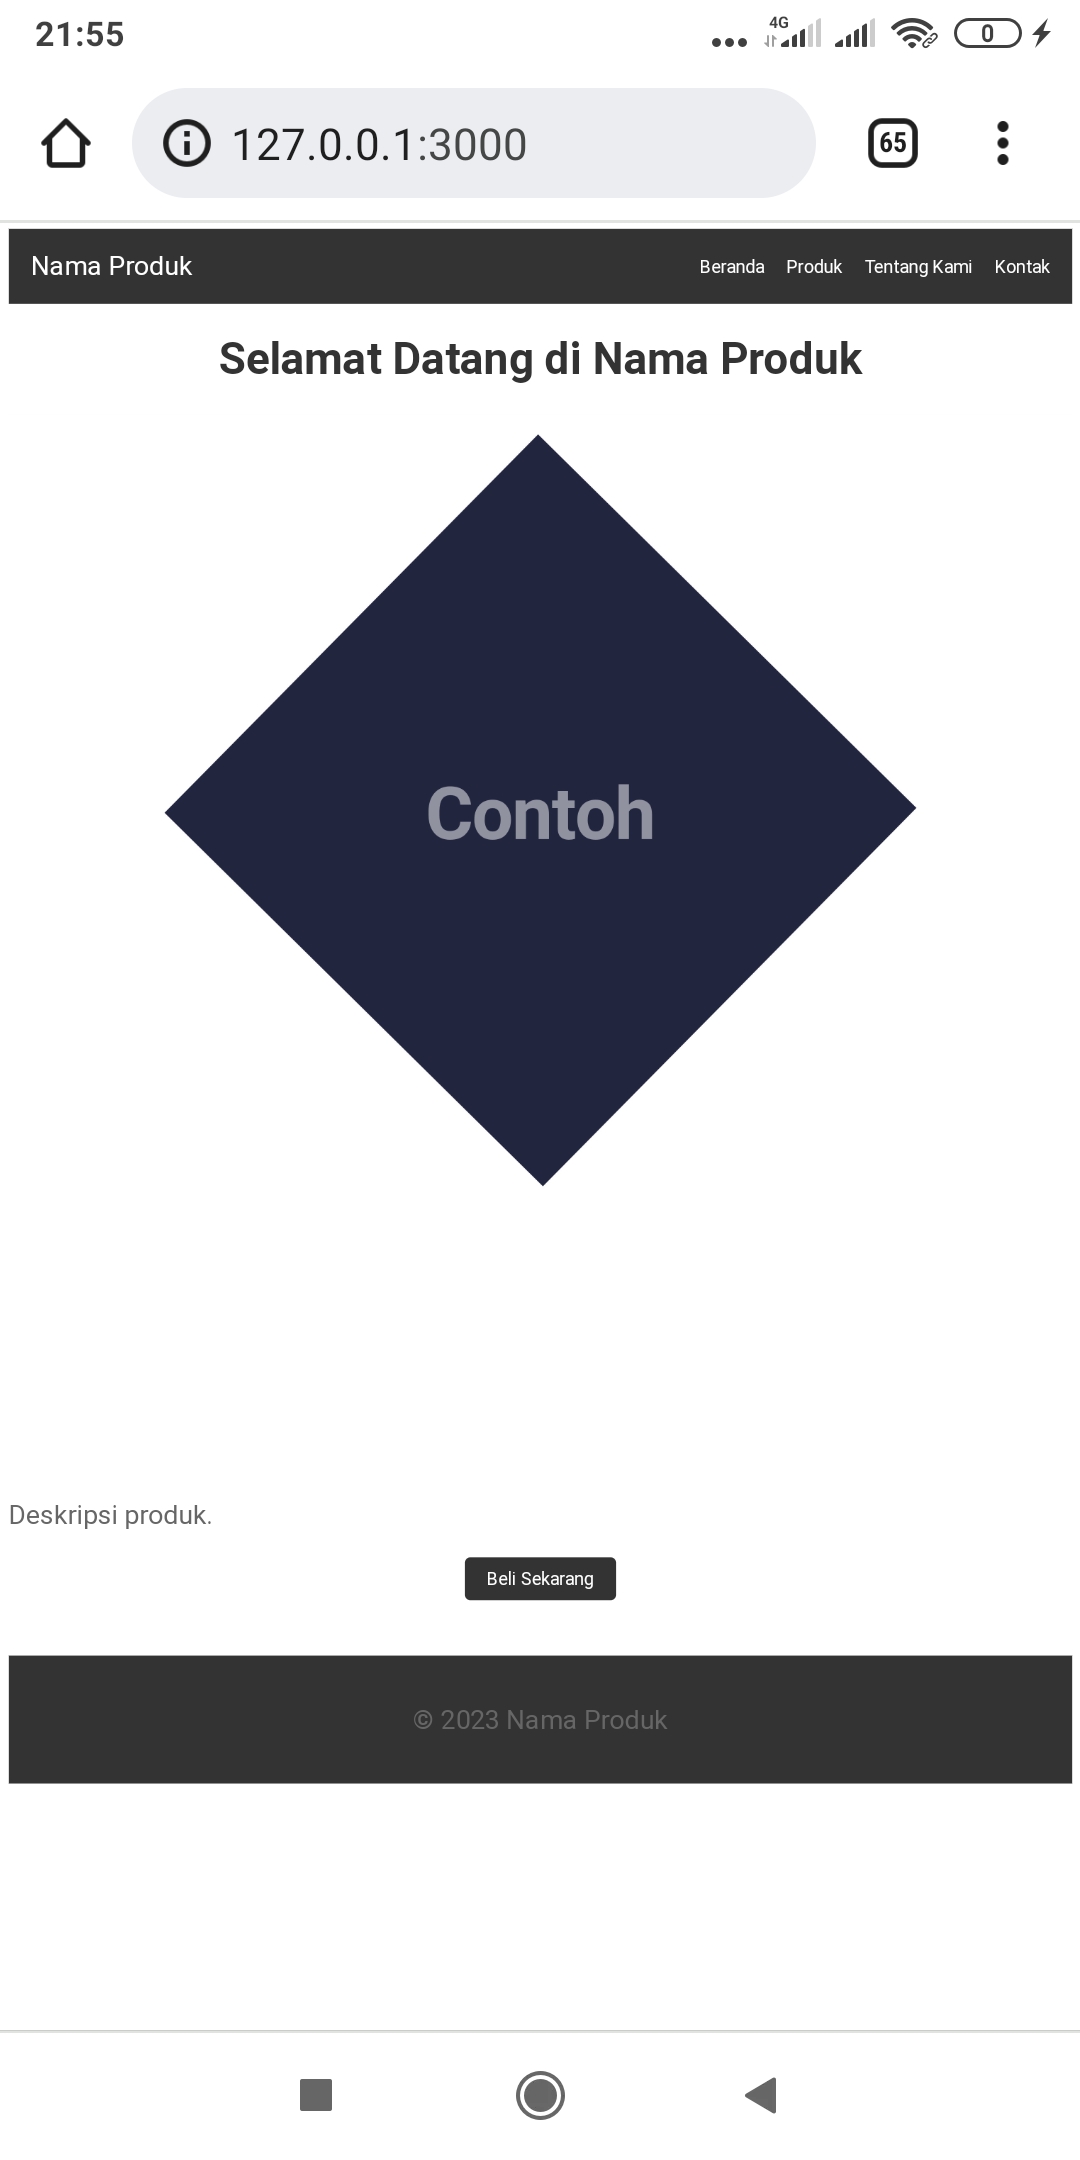 21:55
4G
0
127.0.0.1:3000
65
Nama Produk
Beranda Produk Tentang Kami Kontak
Selamat Datang di Nama Produk
Contoh
Deskripsi produk.
Beli Sekarang
© 2023 Nama Produk